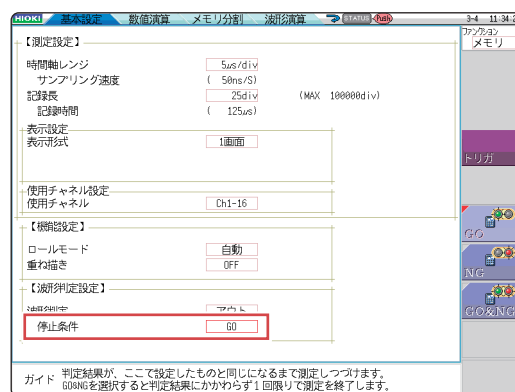 HIOKI 基本設定 数値演算 メモリ分割 波形演算 STATUS Push 3-4 11:34:2
ファンクション
メモリ
【測定設定】
時間軸レンジ 5μs/div
サンプリング速度 ( 50ns/S)
記録長 25div (MAX 100000div)
記録時間 ( 125μs)
表示設定
表示形式 1画面
トリガ
使用チャネル設定
使用チャネル Ch1-16
【機能設定】
GO
ロールモード 自動
重ね描き OFF
NG
【波形判定設定】
波形判定 アウト
GO&NG
停止条件 GO
ガイド 判定結果が、ここで設定したものと同じになるまで測定しつづけます。
GO&NGを選択すると判定結果にかかわらず1回限りで測定を終了します。